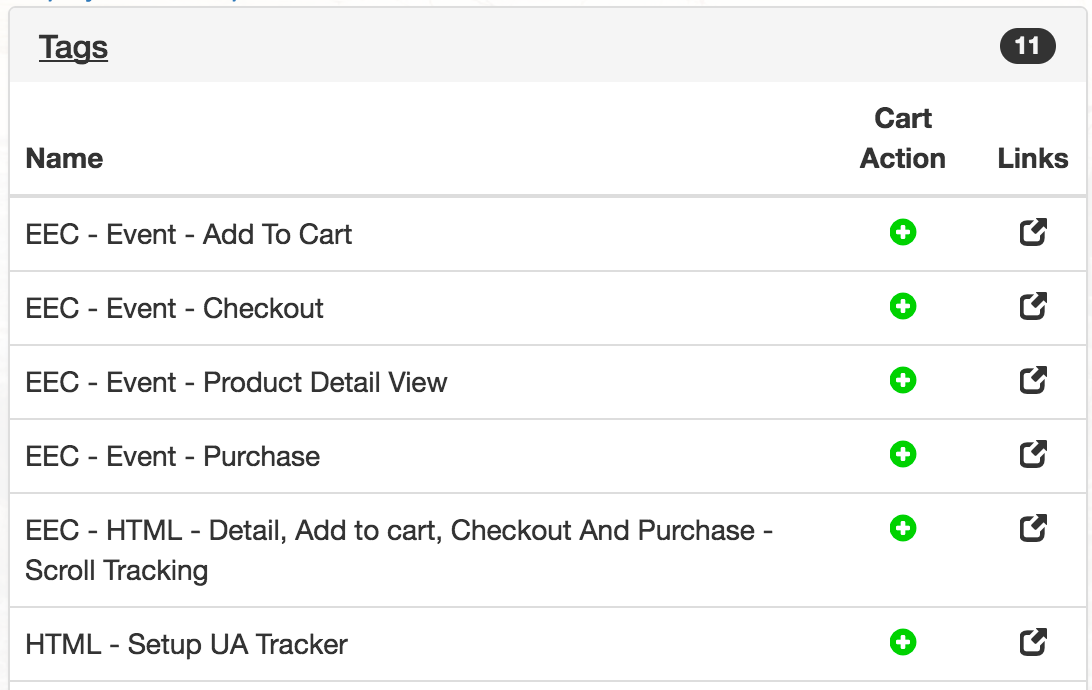 Tags
11
Name
Cart
Action
Links
EEC - Event - Add To Cart
EEC - Event - Checkout
EEC - Event - Product Detail View
EEC - Event - Purchase
EEC - HTML - Detail, Add to cart, Checkout And Purchase -
Scroll Tracking
HTML - Setup UA Tracker